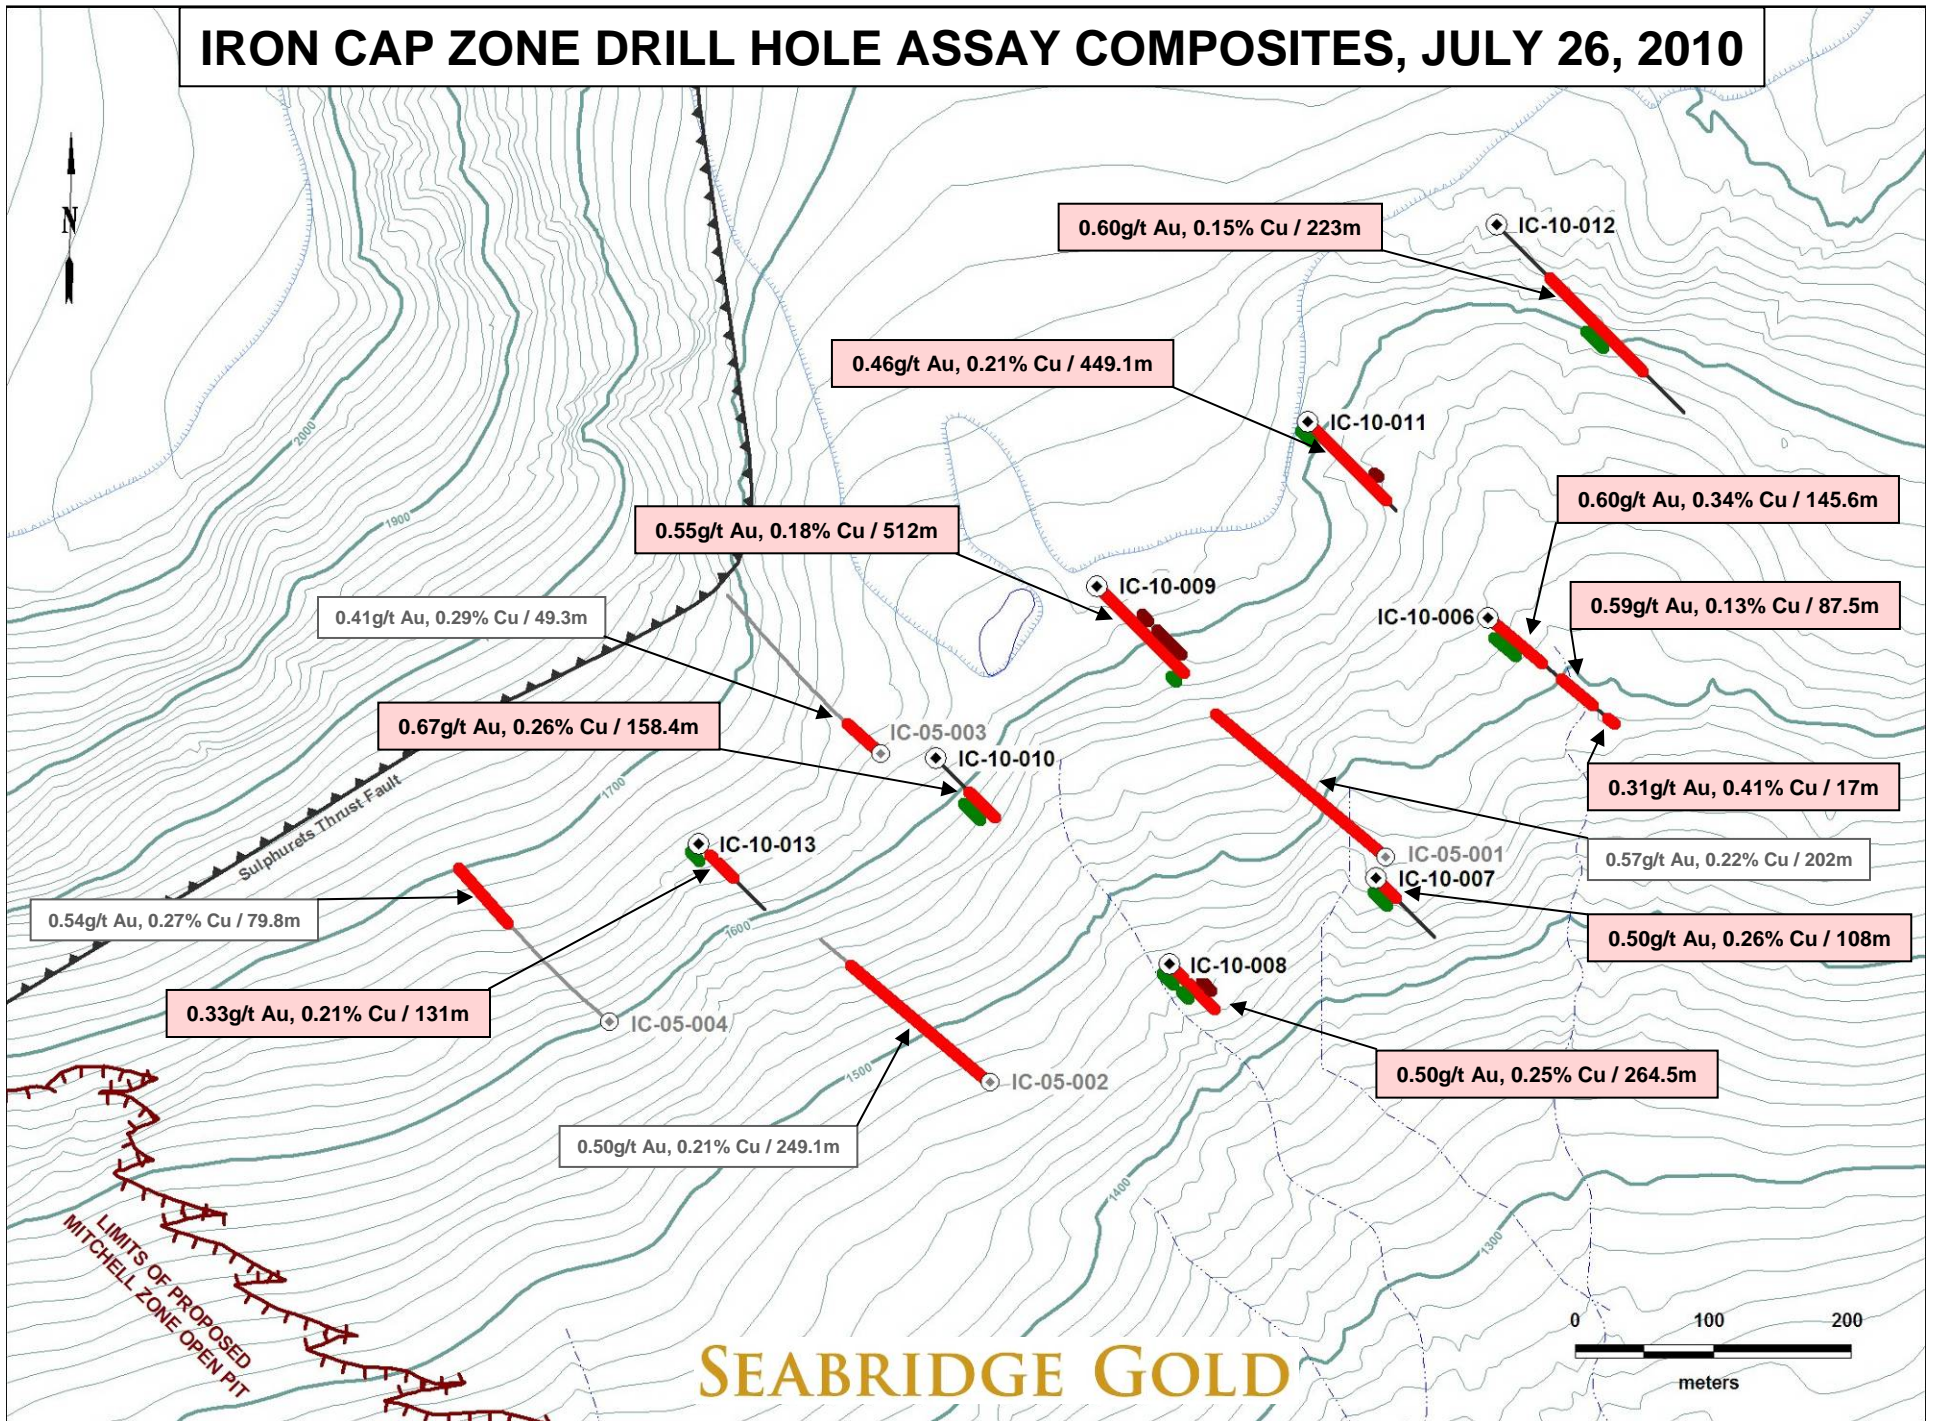 IRON CAP ZONE DRILL HOLE ASSAY COMPOSITES, JULY 26, 2010
N
0.60g/t Au, 0.15% Cu / 223m
IC-10-012
0.46g/t Au, 0.21% Cu / 449.1m
IC-10-011
2000
1900
0.55g/t Au, 0.18% Cu / 512m
0.60g/t Au, 0.34% Cu / 145.6m
IC-10-009
0.41g/t Au, 0.29% Cu / 49.3m
IC-10-006
0.59g/t Au, 0.13% Cu / 87.5m
0.67g/t Au, 0.26% Cu / 158.4m
IC-05-003
IC-10-010
1700
0.31g/t Au, 0.41% Cu / 17m
Sulphurets Thrust Fault
IC-10-013
IC-05-001
0.57g/t Au, 0.22% Cu / 202m
IC-10-007
0.54g/t Au, 0.27% Cu / 79.8m
1600
0.50g/t Au, 0.26% Cu / 108m
IC-10-008
0.33g/t Au, 0.21% Cu / 131m
IC-05-004
1500
IC-05-002
0.50g/t Au, 0.25% Cu / 264.5m
0.50g/t Au, 0.21% Cu / 249.1m
1400
1300
LIMITS OF PROPOSED
MITCHELL ZONE OPEN PIT
0 100 200
meters
SEABRIDGE GOLD